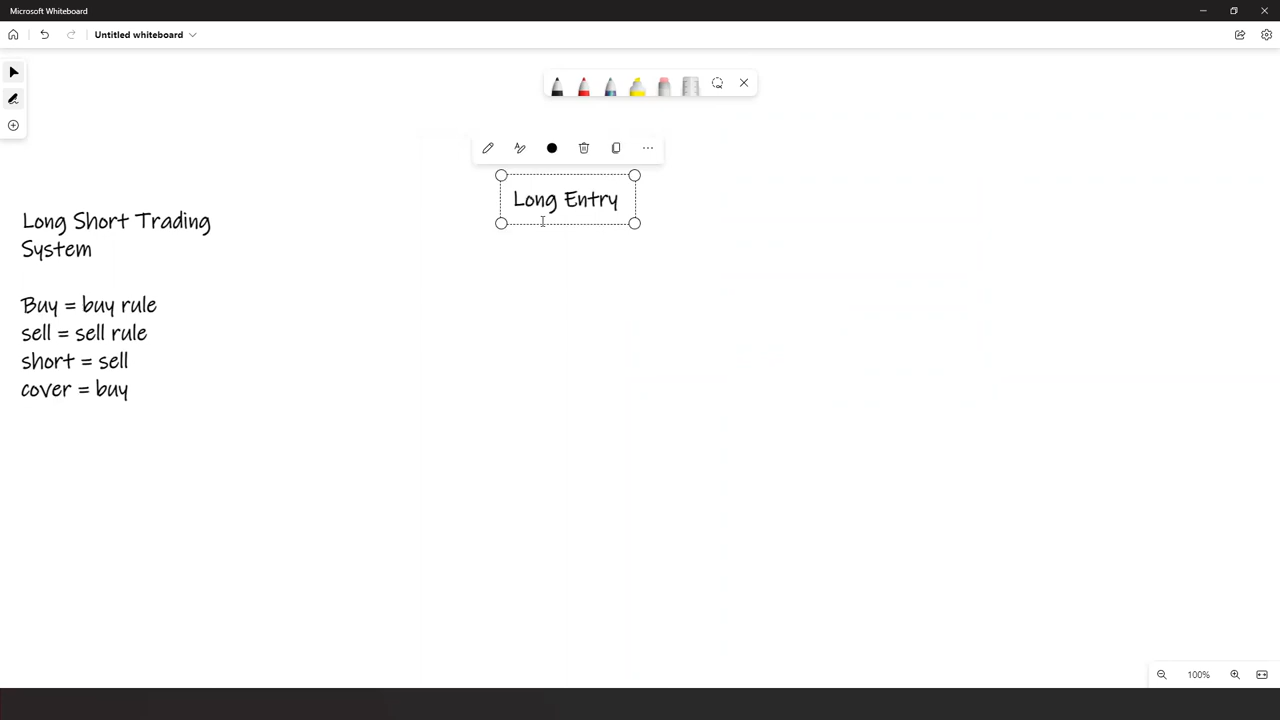 Microsoft Whiteboard
Untitled whiteboard
Long Entry
Long Short Trading
System
Buy = buy rule
sell = sell rule
short = sell
cover = buy
100%